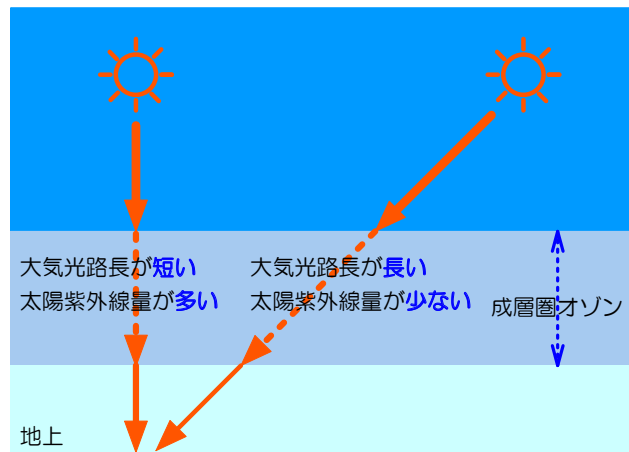 大気光路長が短い
太陽紫外線量が多い
大気光路長が長い
太陽紫外線量が少ない
成層圏オゾン
地上